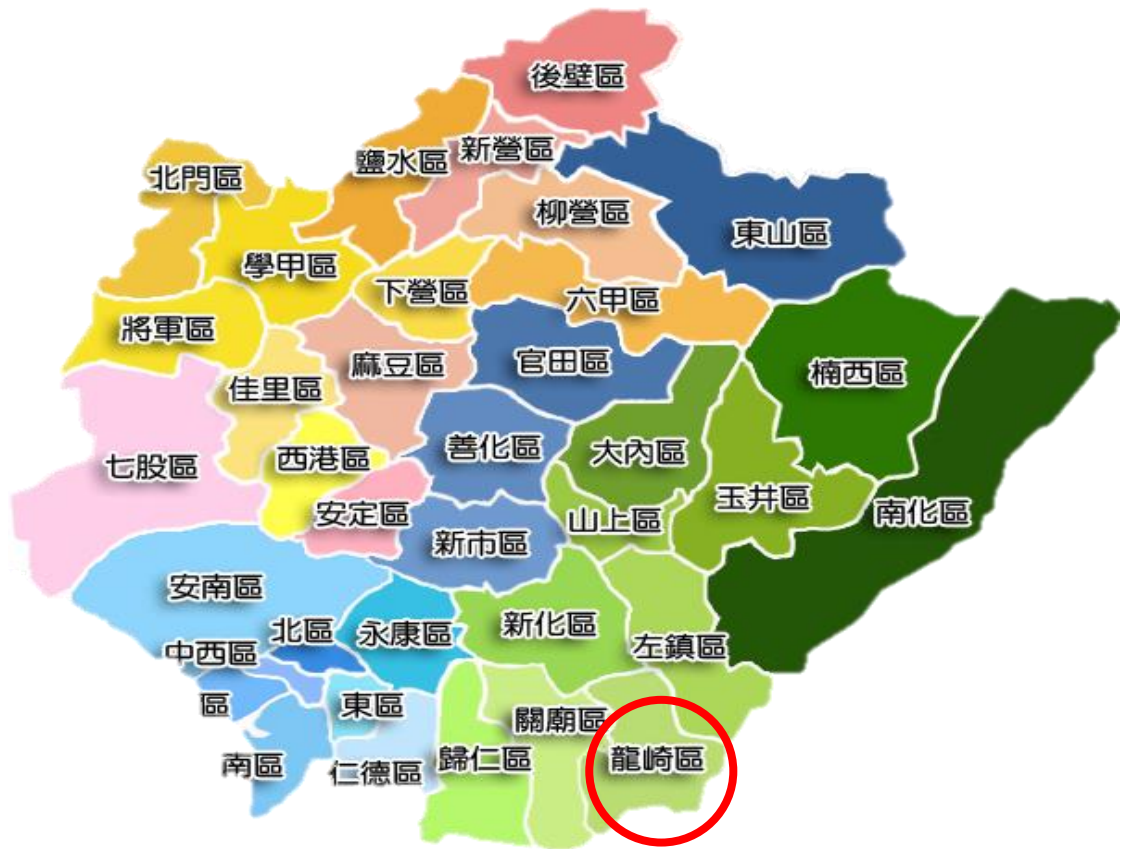 後壁區
新營區
鹽水區
北門區
柳營區
東山區
學甲區
下營區
六甲區
將軍區
官田區
麻豆區
楠西區
佳里區
善化區
大內區
西港區
七股區
玉井區
南化區
安定區
山上區
新市區
安南區
新化區
北區
永康區
左鎮區
中西區
區
東區
關廟區
南區
仁德區
歸仁區
龍崎區